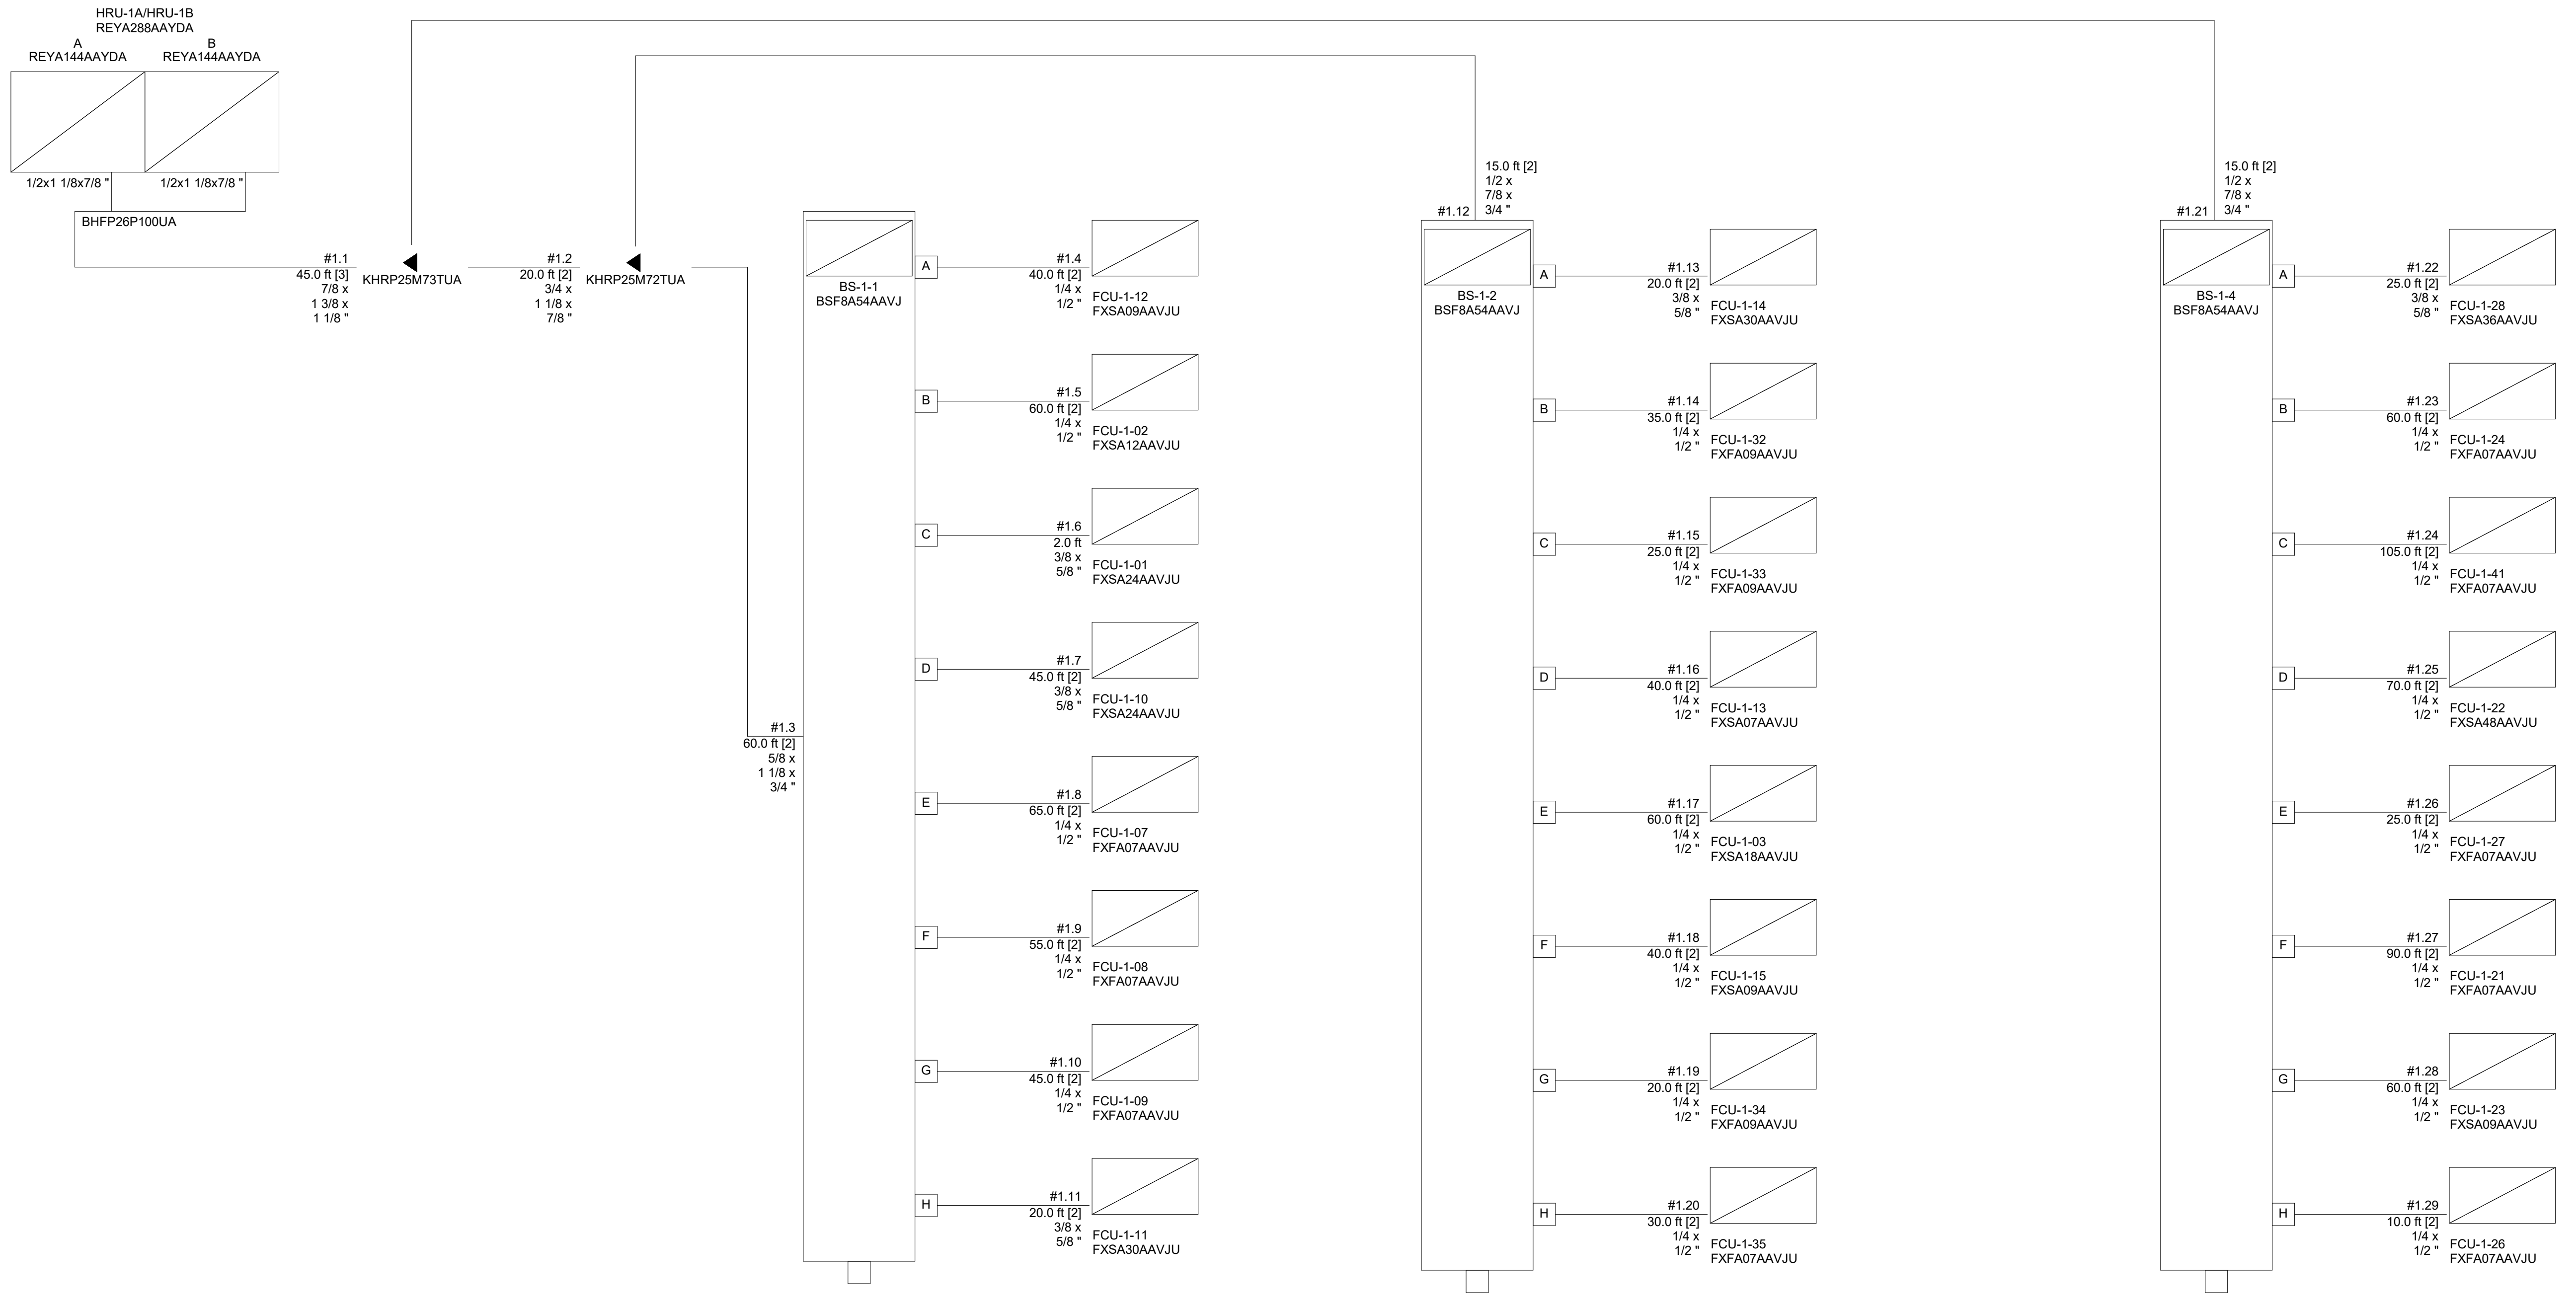 HRU-1A/HRU-1B
REYA288AAYDA
A
REYA144AAYDA
B
REYA144AAYDA
1/2x1 1/8x7/8 "
1/2x1 1/8x7/8 "
BHFP26P100UA
#1.1
45.0 ft [3]
7/8 x
1 3/8 x
1 1/8 "
KHRP25M73TUA
#1.2
20.0 ft [2]
3/4 x
1 1/8 x
7/8 "
KHRP25M72TUA
#1.3
60.0 ft [2]
5/8 x
1 1/8 x
3/4 "
BS-1-1
BSF8A54AAVJ
A
#1.4
40.0 ft [2]
1/4 x
1/2 "
FCU-1-12
FXSA09AAVJU
B
#1.5
60.0 ft [2]
1/4 x
1/2 "
FCU-1-02
FXSA12AAVJU
C
#1.6
2.0 ft
3/8 x
5/8 "
FCU-1-01
FXSA24AAVJU
D
#1.7
45.0 ft [2]
3/8 x
5/8 "
FCU-1-10
FXSA24AAVJU
E
#1.8
65.0 ft [2]
1/4 x
1/2 "
FCU-1-07
FXFA07AAVJU
F
#1.9
55.0 ft [2]
1/4 x
1/2 "
FCU-1-08
FXFA07AAVJU
G
#1.10
45.0 ft [2]
1/4 x
1/2 "
FCU-1-09
FXFA07AAVJU
H
#1.11
20.0 ft [2]
3/8 x
5/8 "
FCU-1-11
FXSA30AAVJU
#1.12
15.0 ft [2]
1/2 x
7/8 x
3/4 "
BS-1-2
BSF8A54AAVJ
A
#1.13
20.0 ft [2]
3/8 x
5/8 "
FCU-1-14
FXSA30AAVJU
B
#1.14
35.0 ft [2]
1/4 x
1/2 "
FCU-1-32
FXFA09AAVJU
C
#1.15
25.0 ft [2]
1/4 x
1/2 "
FCU-1-33
FXFA09AAVJU
D
#1.16
40.0 ft [2]
1/4 x
1/2 "
FCU-1-13
FXSA07AAVJU
E
#1.17
60.0 ft [2]
1/4 x
1/2 "
FCU-1-03
FXSA18AAVJU
F
#1.18
40.0 ft [2]
1/4 x
1/2 "
FCU-1-15
FXSA09AAVJU
G
#1.19
20.0 ft [2]
1/4 x
1/2 "
FCU-1-34
FXFA09AAVJU
H
#1.20
30.0 ft [2]
1/4 x
1/2 "
FCU-1-35
FXFA07AAVJU
#1.21
15.0 ft [2]
1/2 x
7/8 x
3/4 "
BS-1-4
BSF8A54AAVJ
A
#1.22
25.0 ft [2]
3/8 x
5/8 "
FCU-1-28
FXSA36AAVJU
B
#1.23
60.0 ft [2]
1/4 x
1/2 "
FCU-1-24
FXFA07AAVJU
C
#1.24
105.0 ft [2]
1/4 x
1/2 "
FCU-1-41
FXFA07AAVJU
D
#1.25
70.0 ft [2]
1/4 x
1/2 "
FCU-1-22
FXSA48AAVJU
E
#1.26
25.0 ft [2]
1/4 x
1/2 "
FCU-1-27
FXFA07AAVJU
F
#1.27
90.0 ft [2]
1/4 x
1/2 "
FCU-1-21
FXFA07AAVJU
G
#1.28
60.0 ft [2]
1/4 x
1/2 "
FCU-1-23
FXSA09AAVJU
H
#1.29
10.0 ft [2]
1/4 x
1/2 "
FCU-1-26
FXFA07AAVJU